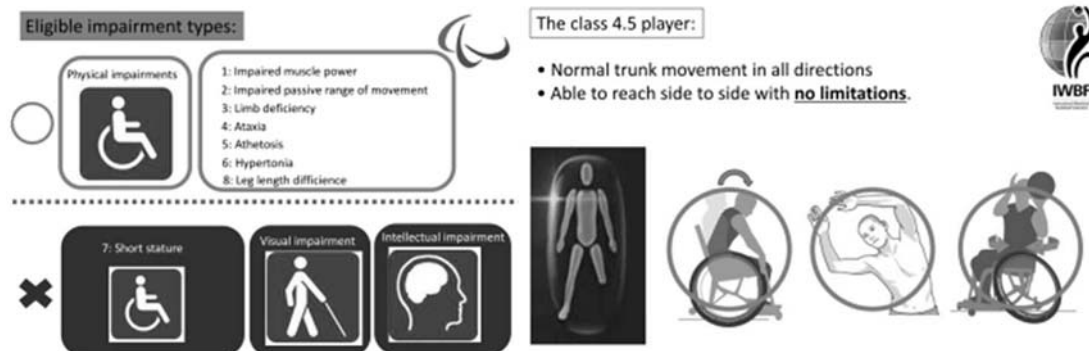 Eligible impairment types:
Physical impairments
1: Impaired muscle power
2: Impaired passive range of movement
3: Limb deficiency
4: Ataxia
5: Athetosis
6: Hypertonia
8: Leg length difficience
7: Short stature
Visual impairment
Intellectual impairment
The class 4.5 player:
• Normal trunk movement in all directions
• Able to reach side to side with no limitations.
IWBF